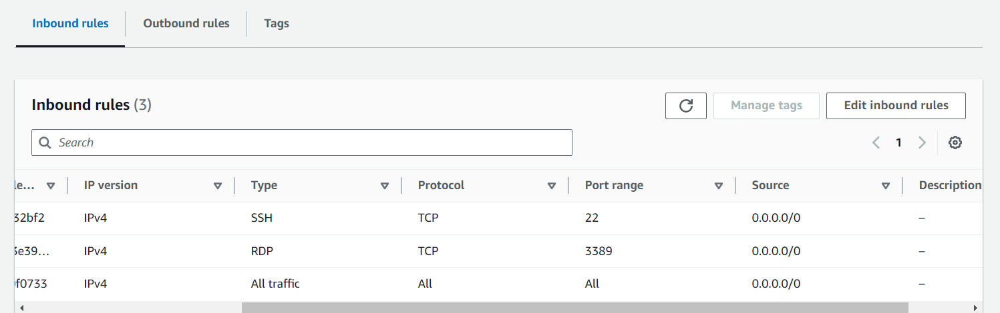 Inbound rules Outbound rules Tags
Inbound rules (3) Manage tags Edit inbound rules
Search 1
le... IP version Type Protocol Port range Source Description
32bf2 IPv4 SSH TCP 22 0.0.0.0/0 –
3e39... IPv4 RDP TCP 3389 0.0.0.0/0 –
f0733 IPv4 All traffic All All 0.0.0.0/0 –